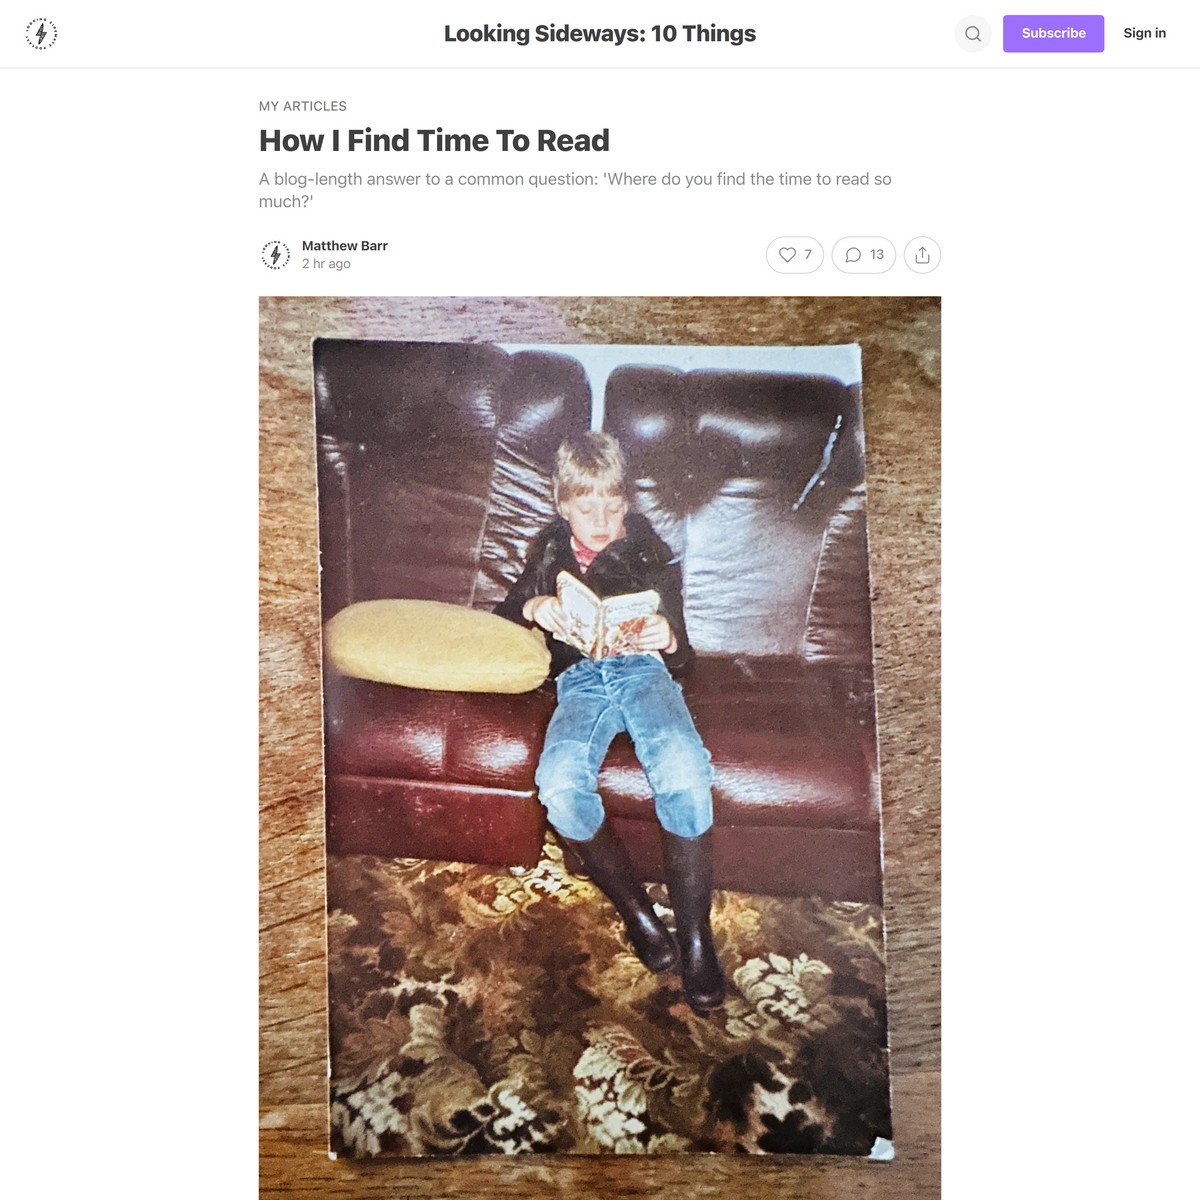 Looking Sideways: 10 Things
Subscribe
Sign in
MY ARTICLES
How I Find Time To Read
A blog-length answer to a common question: 'Where do you find the time to read so
much?'
Matthew Barr
2 hr ago
7
13